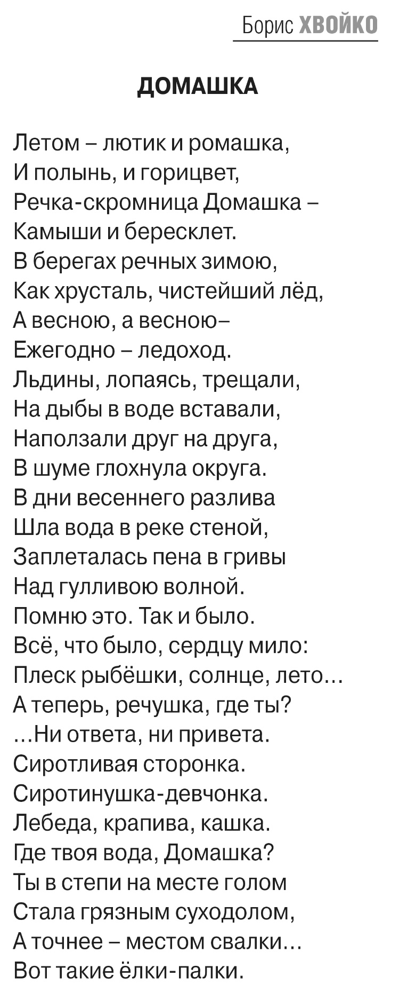 Борис ХВОЙКО
ДОМАШКА
Летом – лютик и ромашка,
И полынь, и горицвет,
Речка-скромница Домашка –
Камыши и бересклет.
В берегах речных зимою,
Как хрусталь, чистейший лёд,
А весною, а весною–
Ежегодно – ледоход.
Льдины, лопаясь, трещали,
На дыбы в воде вставали,
Наползали друг на друга,
В шуме глохнула округа.
В дни весеннего разлива
Шла вода в реке стеной,
Заплеталась пена в гривы
Над гулливою волной.
Помню это. Так и было.
Всё, что было, сердцу мило:
Плеск рыбёшки, солнце, лето...
А теперь, речушка, где ты?
...Ни ответа, ни привета.
Сиротливая сторонка.
Сиротинушка-девчонка.
Лебеда, крапива, кашка.
Где твоя вода, Домашка?
Ты в степи на месте голом
Стала грязным суходолом,
А точнее – местом свалки...
Вот такие ёлки-палки.